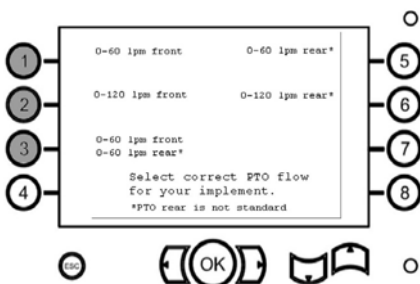 1
0-60 lpm front
0-60 lpm rear*
5
2
0-120 lpm front
0-120 lpm rear*
6
3
0-60 lpm front
0-60 lpm rear*
7
4
Select correct PTO flow
for your implement.
*PTO rear is not standard
8
ESC
OK